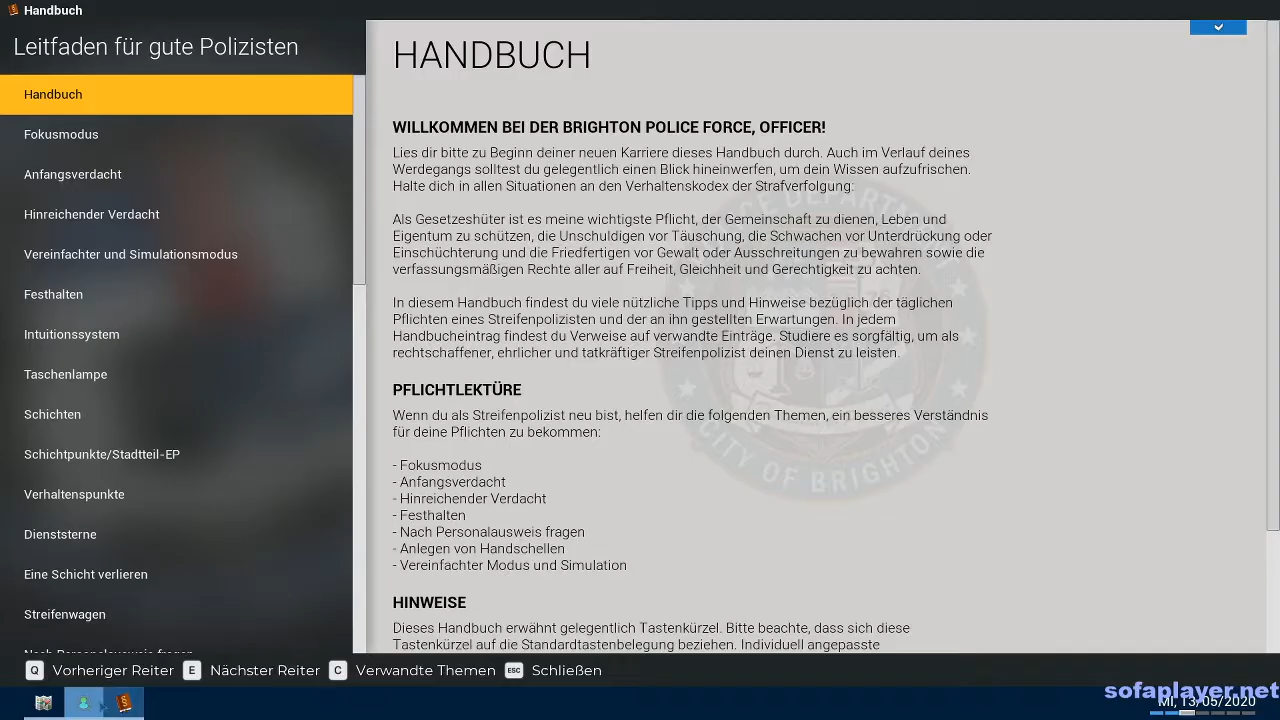 Handbuch
Leitfaden für gute Polizisten
Handbuch
Fokusmodus
Anfangsverdacht
Hinreichender Verdacht
Vereinfachter und Simulationsmodus
Festhalten
Intuitionssystem
Taschenlampe
Schichten
Schichtpunkte/Stadtteil-EP
Verhaltenspunkte
Dienststerne
Eine Schicht verlieren
Streifenwagen
Nach Personalausweis fragen
HANDBUCH
WILLKOMMEN BEI DER BRIGHTON POLICE FORCE, OFFICER!
Lies dir bitte zu Beginn deiner neuen Karriere dieses Handbuch durch. Auch im Verlauf deines
Werdegangs solltest du gelegentlich einen Blick hineinwerfen, um dein Wissen aufzufrischen.
Halte dich in allen Situationen an den Verhaltenskodex der Strafverfolgung:
Als Gesetzeshüter ist es meine wichtigste Pflicht, der Gemeinschaft zu dienen, Leben und
Eigentum zu schützen, die Unschuldigen vor Täuschung, die Schwachen vor Unterdrückung oder
Einschüchterung und die Friedfertigen vor Gewalt oder Ausschreitungen zu bewahren sowie die
verfassungsmäßigen Rechte aller auf Freiheit, Gleichheit und Gerechtigkeit zu achten.
In diesem Handbuch findest du viele nützliche Tipps und Hinweise bezüglich der täglichen
Pflichten eines Streifenpolizisten und der an ihn gestellten Erwartungen. In jedem
Handbucheintrag findest du Verweise auf verwandte Einträge. Studiere es sorgfältig, um als
rechtschaffener, ehrlicher und tatkräftiger Streifenpolizist deinen Dienst zu leisten.
PFLICHTLEKTÜRE
Wenn du als Streifenpolizist neu bist, helfen dir die folgenden Themen, ein besseres Verständnis
für deine Pflichten zu bekommen:
- Fokusmodus
- Anfangsverdacht
- Hinreichender Verdacht
- Festhalten
- Nach Personalausweis fragen
- Anlegen von Handschellen
- Vereinfachter Modus und Simulation
HINWEISE
Dieses Handbuch erwähnt gelegentlich Tastenkürzel. Bitte beachte, dass sich diese
Tastenkürzel auf die Standardtastenbelegung beziehen. Individuell angepasste
CITY OF BRIGHTON
Q Vorheriger Reiter E Nächster Reiter C Verwandte Themen ESC Schließen
sofaplayer.net
MI, 13/05/2020